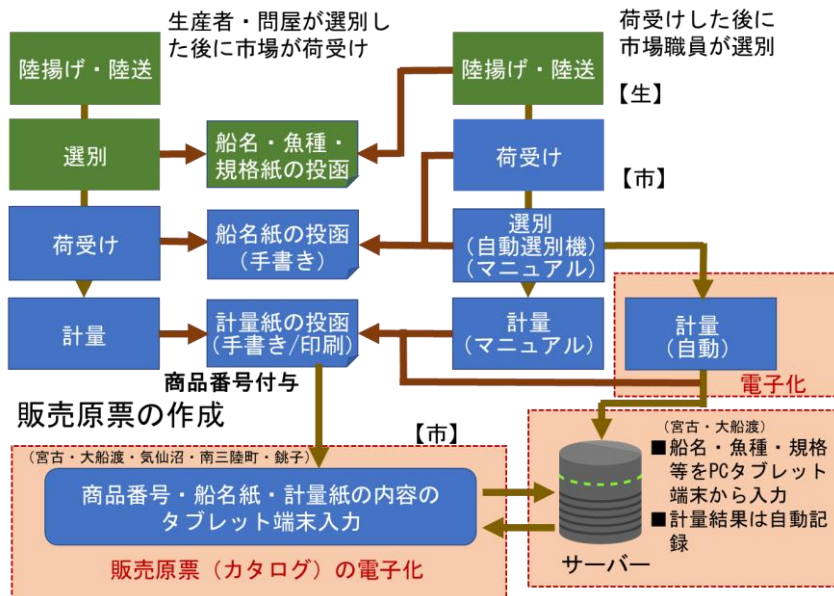 生産者・問屋が選別し
た後に市場が荷受け
荷受けした後に
市場職員が選別
陸揚げ・陸送
陸揚げ・陸送
【生】
選別
船名・魚種・
規格紙の投函
荷受け
【市】
荷受け
船名紙の投函
(手書き)
選別
(自動選別機)
(マニュアル)
計量
計量紙の投函
(手書き/印刷)
計量
(マニュアル)
計量
(自動)
電子化
商品番号付与
販売原票の作成
【市】
(宮古・大船渡・気仙沼・南三陸町・銚子)
商品番号・船名紙・計量紙の内容の
タブレット端末入力
販売原票（カタログ）の電子化
(宮古・大船渡)
■船名・魚種・規格
等をPCタブレット
端末から入力
■計量結果は自動記
録
サーバー